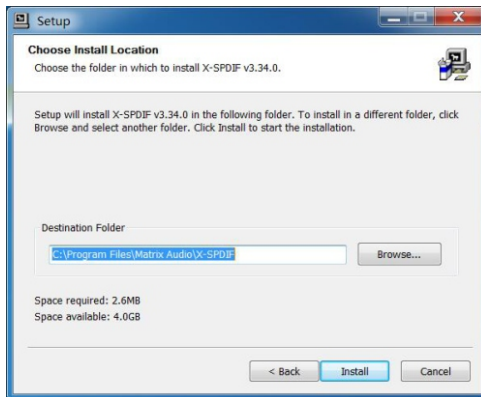 Setup
Choose Install Location
Choose the folder in which to install X-SPDIF v3.34.0.
Setup will install X-SPDIF v3.34.0 in the following folder. To install in a different folder, click
Browse and select another folder. Click Install to start the installation.
Destination Folder
C:\Program Files\Matrix Audio\X-SPDIF
Browse...
Space required: 2.6MB
Space available: 4.0GB
< Back
Install
Cancel